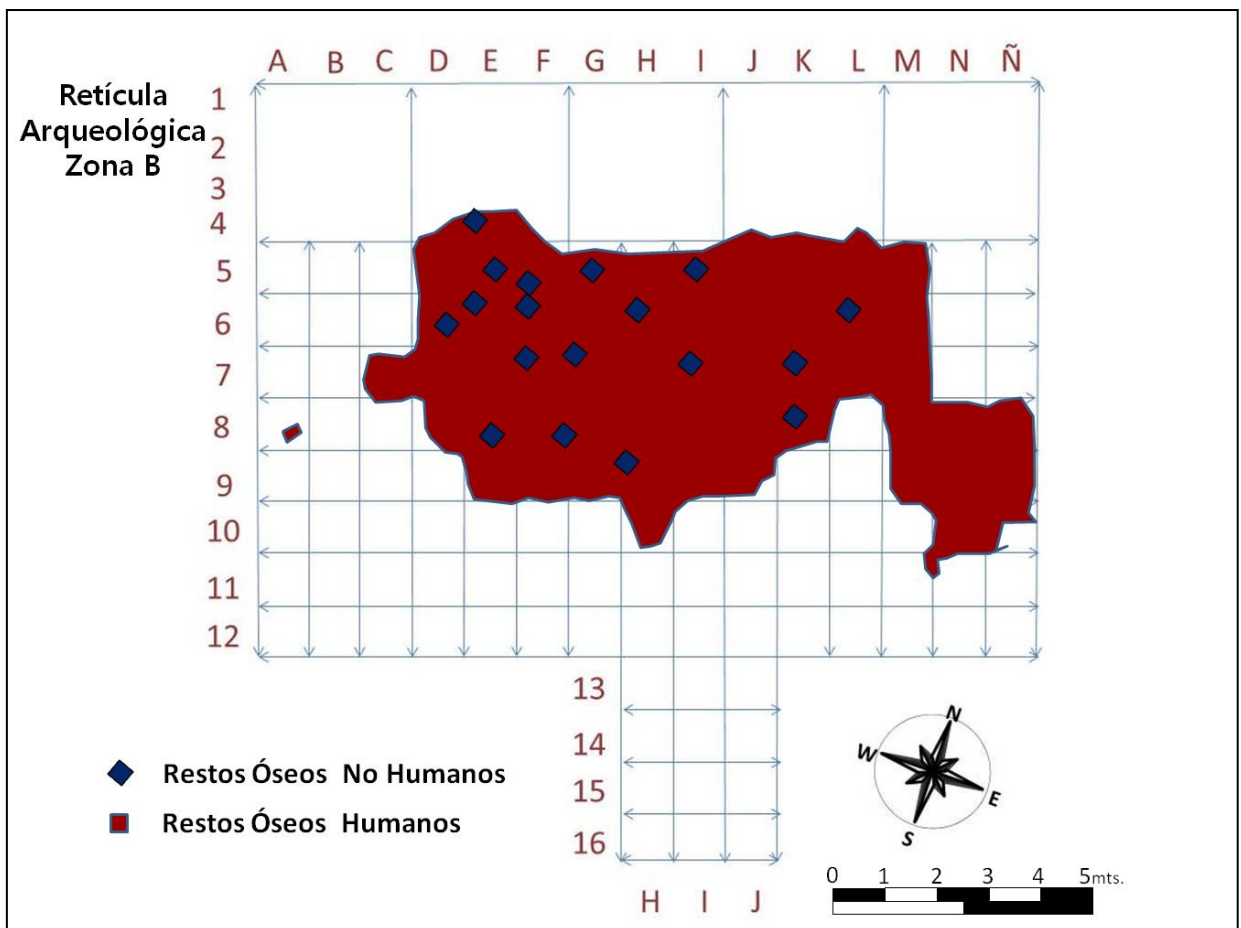 A B C D E F G H I J K L M N Ñ
Retícula
Arqueológica
Zona B
1
2
3
4
5
6
7
8
9
10
11
12
13
14
15
16
H I J
Restos Óseos No Humanos
Restos Óseos Humanos
N
W
E
S
0 1 2 3 4 5mts.